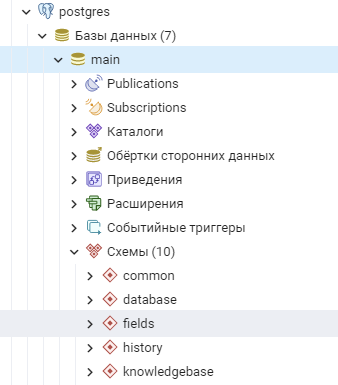 postgres
Базы данных (7)
main
Publications
Subscriptions
Каталоги
Обёртки сторонних данных
Приведения
Расширения
Событийные триггеры
Схемы (10)
common
database
fields
history
knowledgebase